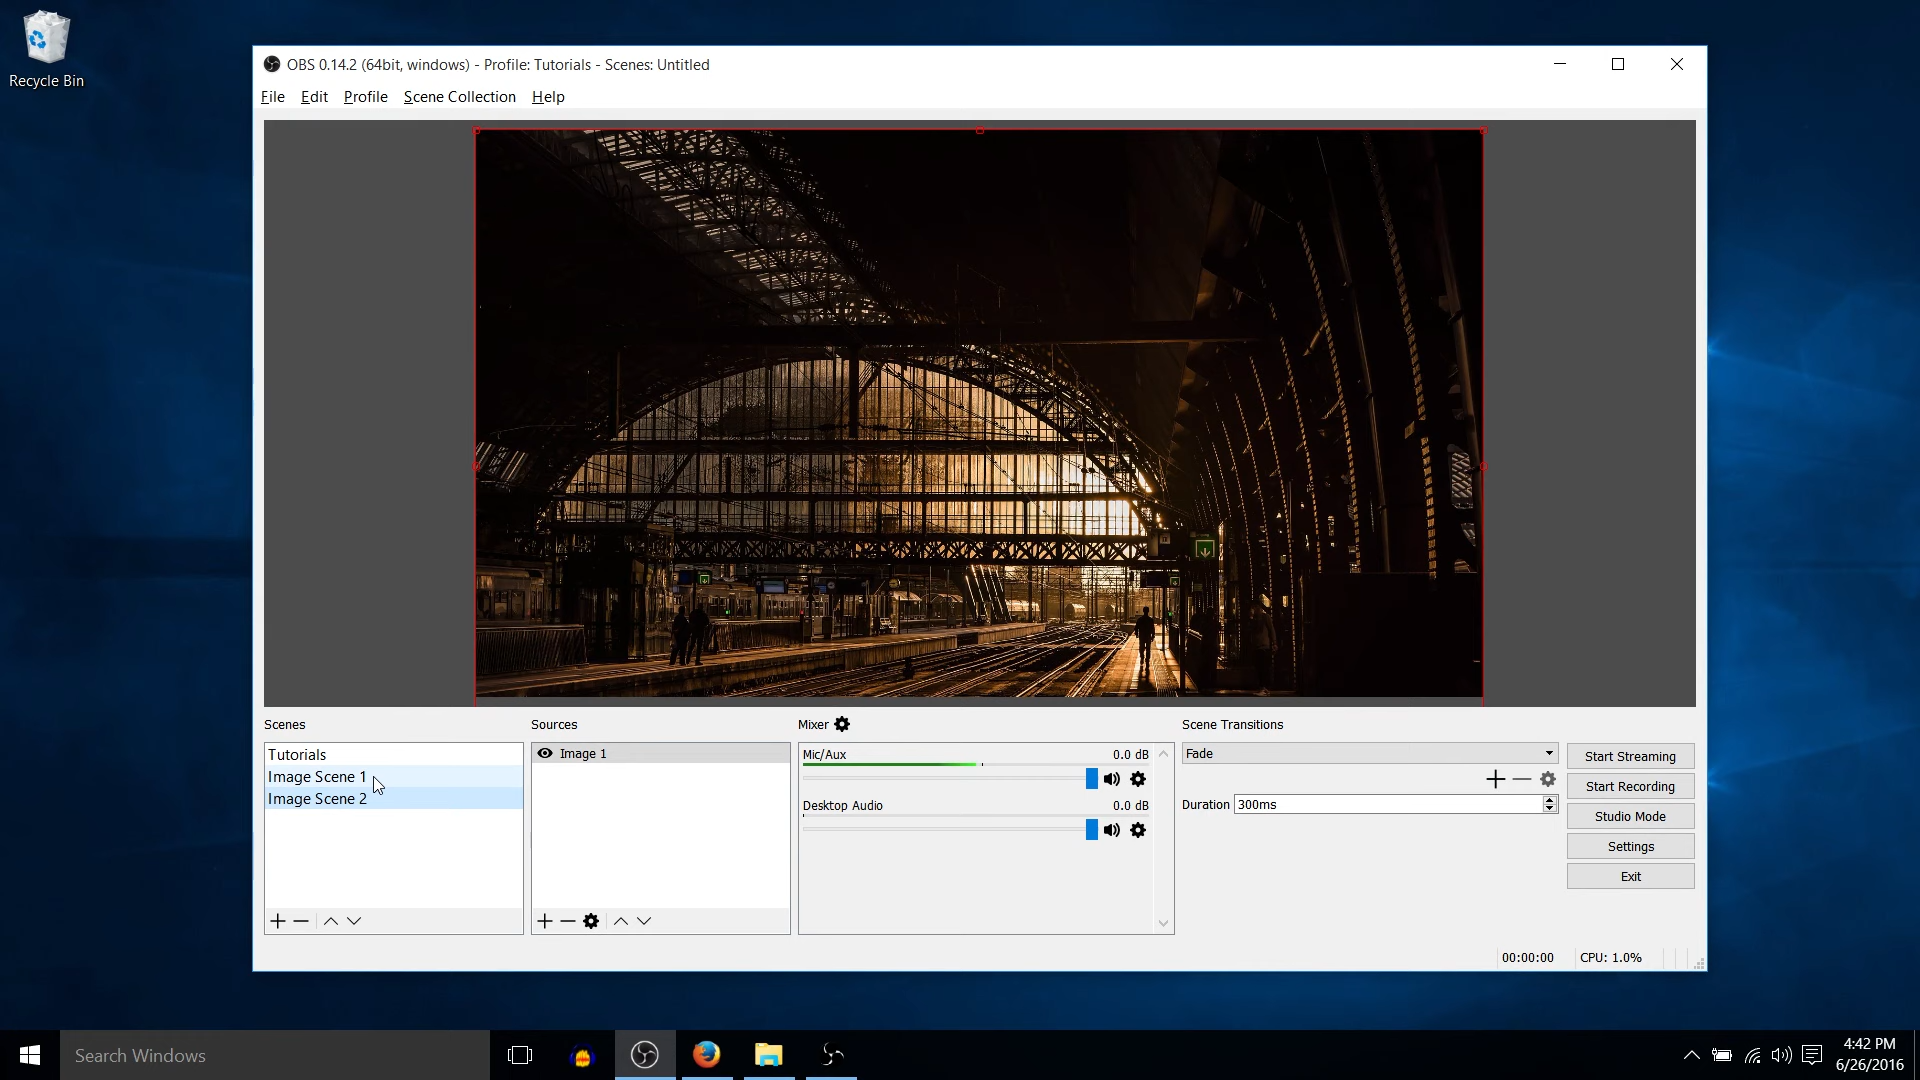 Recycle Bin
OBS 0.14.2 (64bit, windows) - Profile: Tutorials - Scenes: Untitled
File Edit Profile Scene Collection Help
Scenes
Tutorials
Image Scene 1
Image Scene 2
Sources
Image 1
Mixer
Mic/Aux 0.0 dB
Desktop Audio 0.0 dB
Scene Transitions
Fade
Duration 300ms
Start Streaming
Start Recording
Studio Mode
Settings
Exit
00:00:00 CPU: 1.0%
Search Windows
4:42 PM
6/26/2016